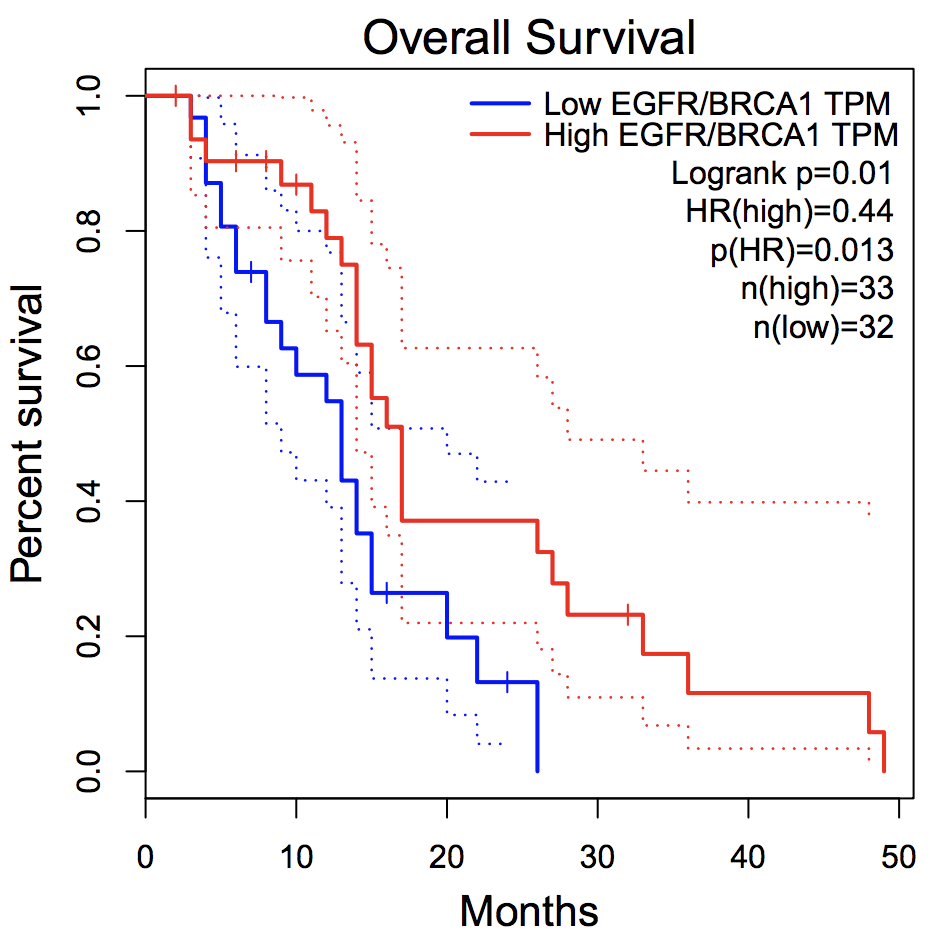 Overall Survival
Low EGFR/BRCA1 TPM
High EGFR/BRCA1 TPM
Logrank p=0.01
HR(high)=0.44
p(HR)=0.013
n(high)=33
n(low)=32
Percent survival
1.0
0.8
0.6
0.4
0.2
0.0
0 10 20 30 40 50
Months